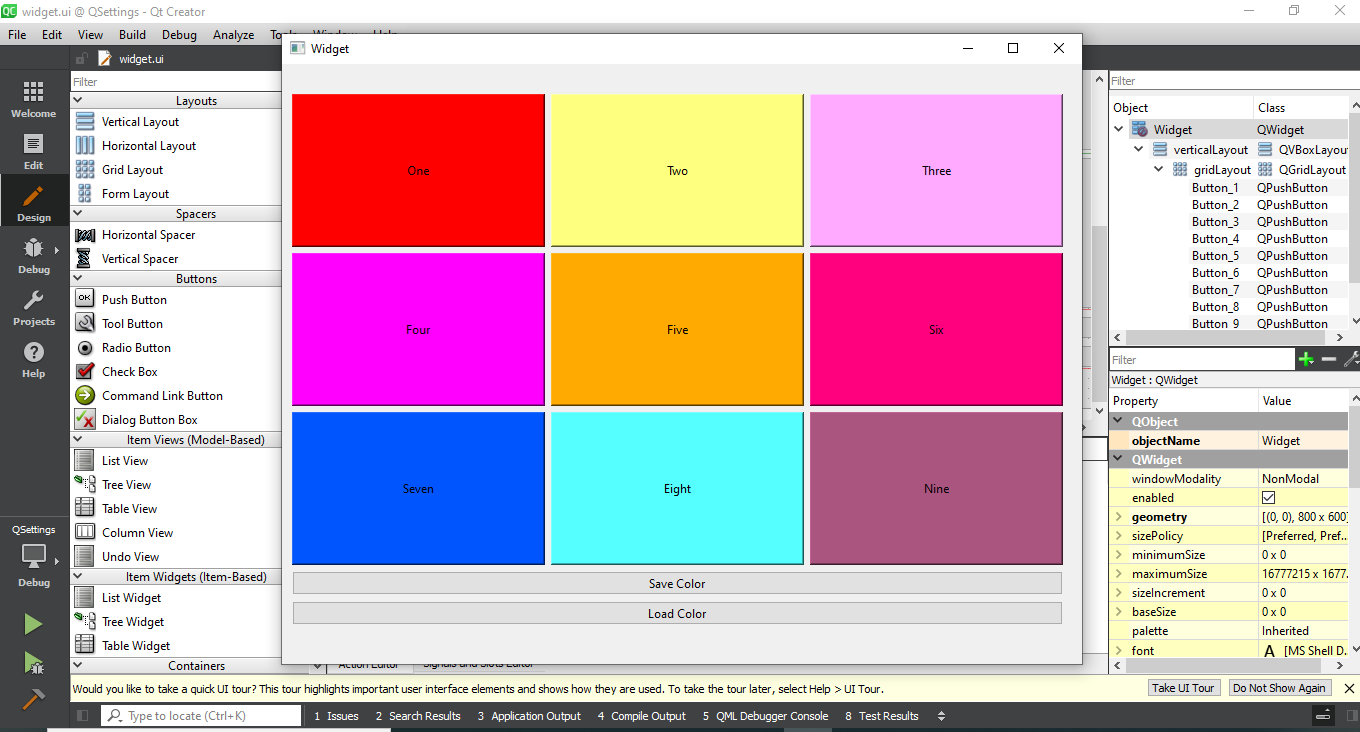 QC widget.ui @ QSettings - Qt Creator
File Edit View Build Debug Analyze
widget.ui
Filter
Layouts
Vertical Layout
Horizontal Layout
Grid Layout
Form Layout
Spacers
Horizontal Spacer
Vertical Spacer
Buttons
OK Push Button
Tool Button
Radio Button
Check Box
Command Link Button
Dialog Button Box
Item Views (Model-Based)
List View
Tree View
Table View
Column View
Undo View
Item Widgets (Item-Based)
List Widget
Tree Widget
Table Widget
Containers
Welcome
Edit
Design
Debug
Projects
Help
QSettings
Debug
Widget
One Two Three
Four Five Six
Seven Eight Nine
Save Color
Load Color
Filter
Object Class
Widget QWidget
verticalLayout QVBoxLayout
gridLayout QGridLayout
Button_1 QPushButton
Button_2 QPushButton
Button_3 QPushButton
Button_4 QPushButton
Button_5 QPushButton
Button_6 QPushButton
Button_7 QPushButton
Button_8 QPushButton
Button_9 QPushButton
Filter
Widget : QWidget
Property Value
QObject
objectName Widget
QWidget
windowModality NonModal
enabled
geometry [(0, 0), 800 x 600]
sizePolicy [Preferred, Pref...
minimumSize 0 x 0
maximumSize 16777215 x 1677...
sizeIncrement 0 x 0
baseSize 0 x 0
palette Inherited
font A [MS Shell D...
Action Editor Signals and Slots Editor
Would you like to take a quick UI tour? This tour highlights important user interface elements and shows how they are used. To take the tour later, select Help > UI Tour. Take UI Tour Do Not Show Again
Type to locate (Ctrl+K) 1 Issues 2 Search Results 3 Application Output 4 Compile Output 5 QML Debugger Console 8 Test Results